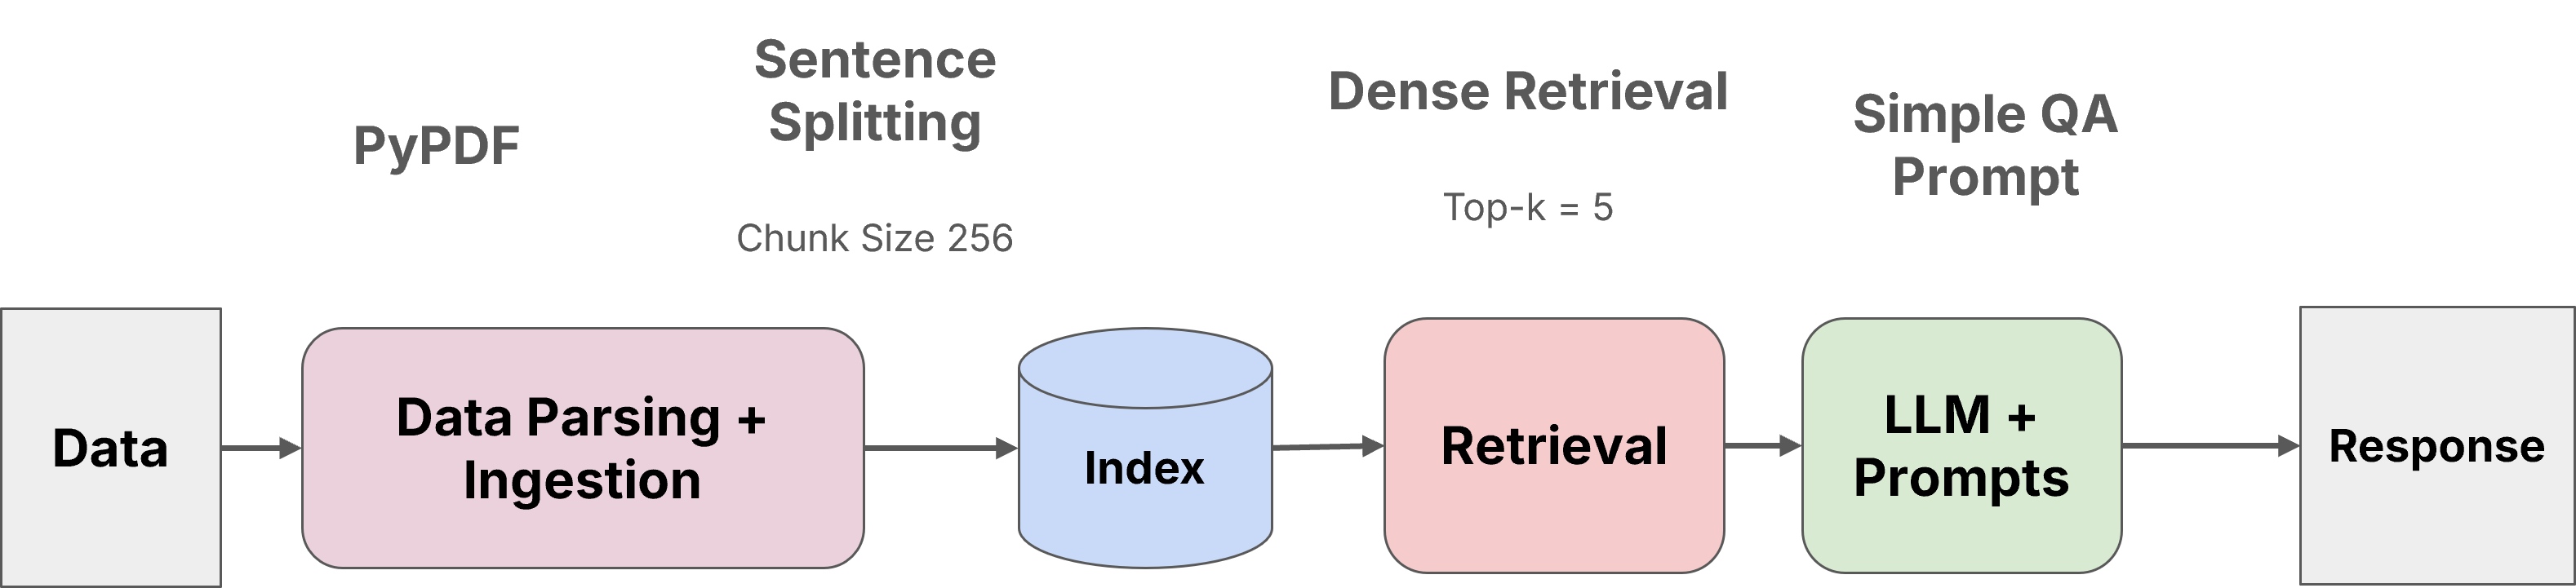 PyPDF
Sentence
Splitting
Chunk Size 256
Dense Retrieval
Top-k = 5
Simple QA
Prompt
Data
Data Parsing +
Ingestion
Index
Retrieval
LLM +
Prompts
Response